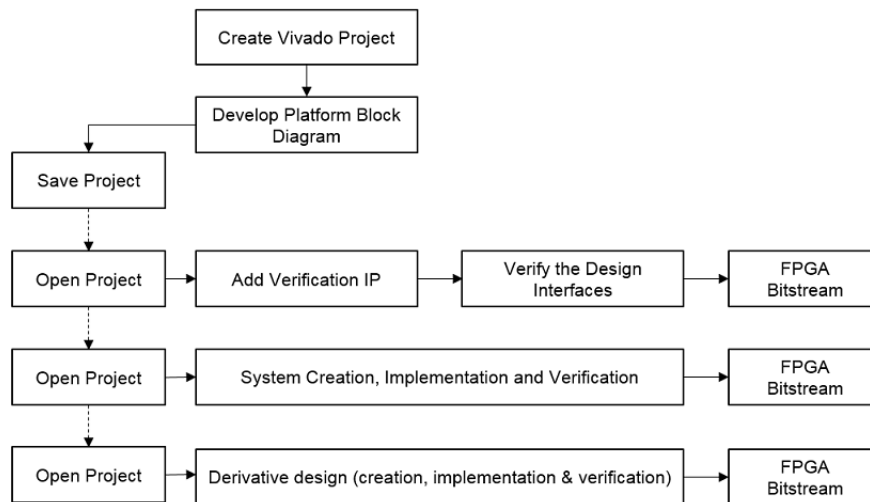 Create Vivado Project
Develop Platform Block
Diagram
Save Project
Open Project
Add Verification IP
Verify the Design
Interfaces
FPGA
Bitstream
Open Project
System Creation, Implementation and Verification
FPGA
Bitstream
Open Project
Derivative design (creation, implementation & verification)
FPGA
Bitstream